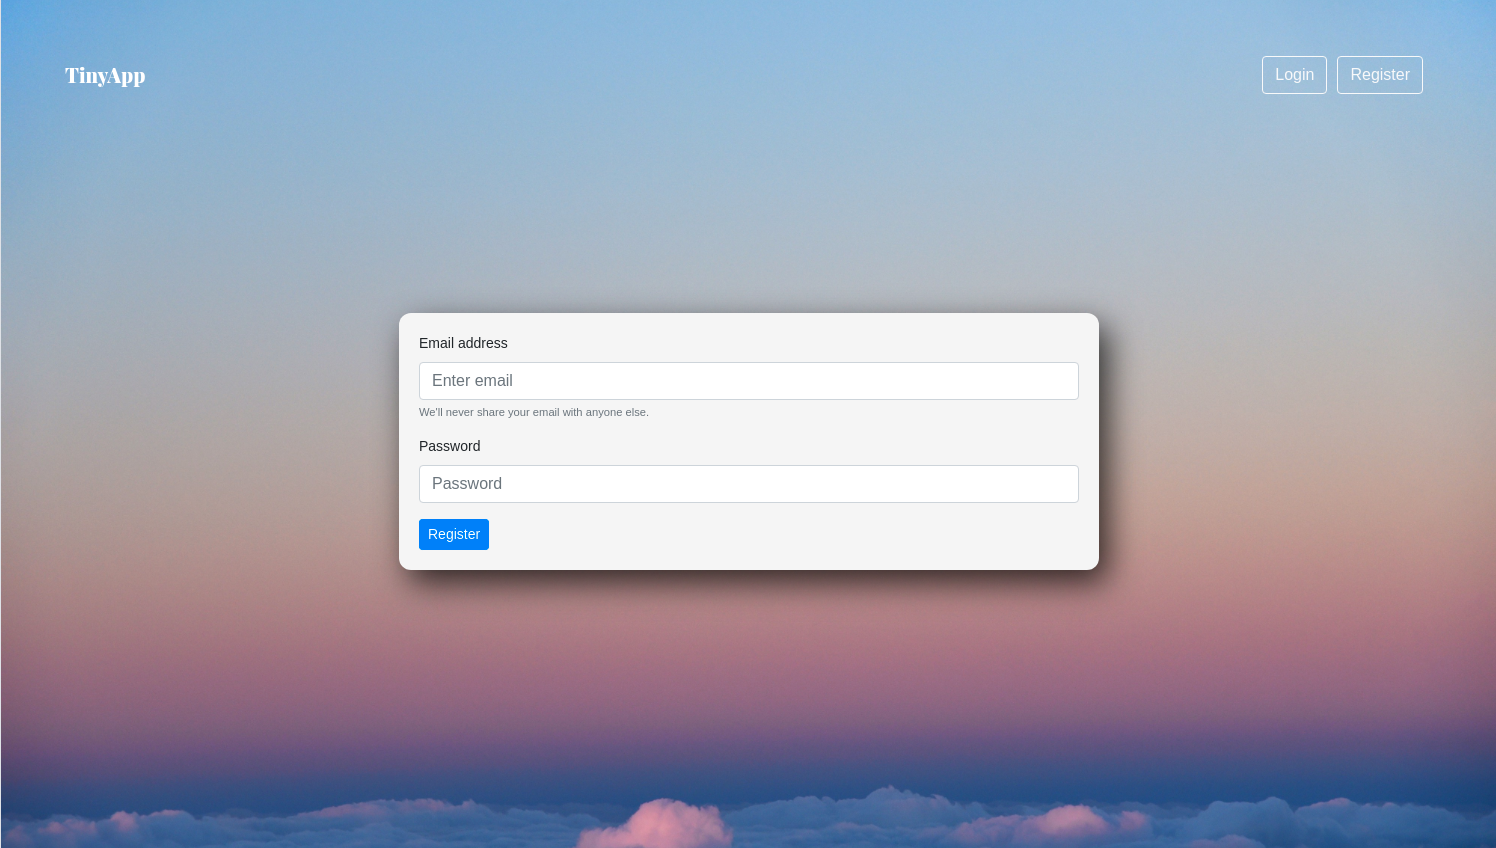 TinyApp
Login
Register
Email address
Enter email
We'll never share your email with anyone else.
Password
Password
Register